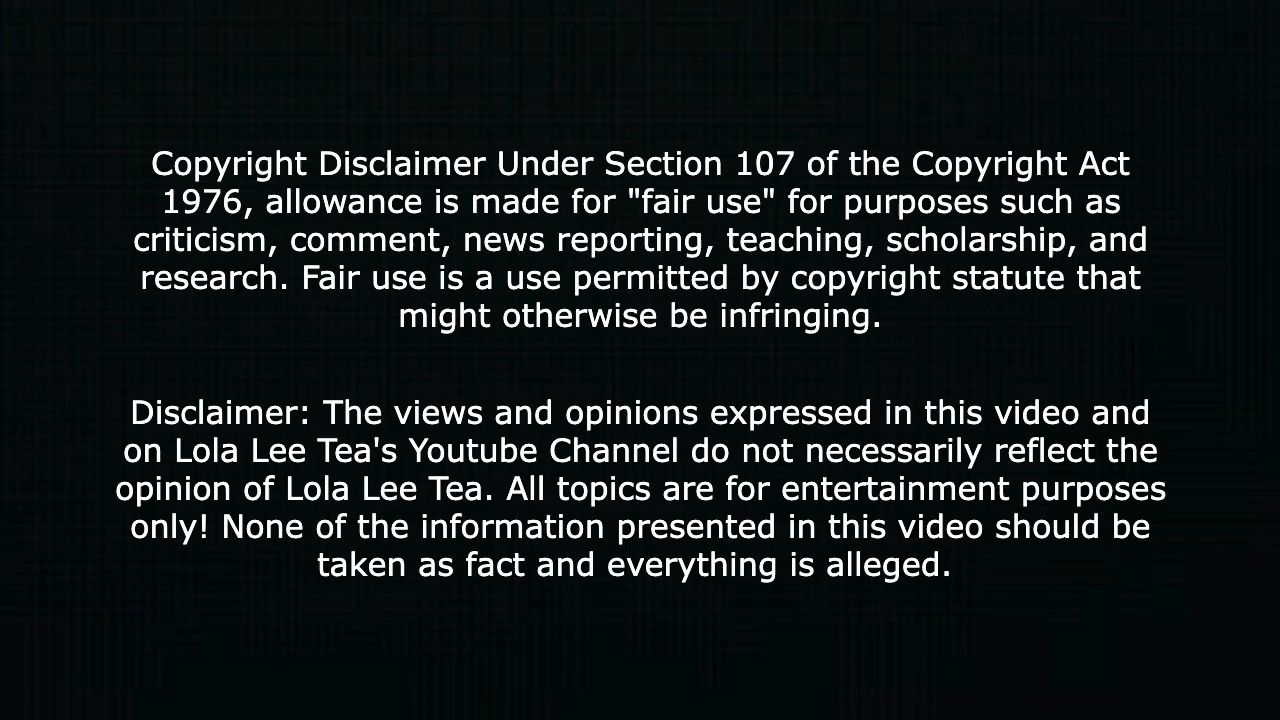 Copyright Disclaimer Under Section 107 of the Copyright Act
1976, allowance is made for "fair use" for purposes such as
criticism, comment, news reporting, teaching, scholarship, and
research. Fair use is a use permitted by copyright statute that
might otherwise be infringing.
Disclaimer: The views and opinions expressed in this video and
on Lola Lee Tea's Youtube Channel do not necessarily reflect the
opinion of Lola Lee Tea. All topics are for entertainment purposes
only! None of the information presented in this video should be
taken as fact and everything is alleged.